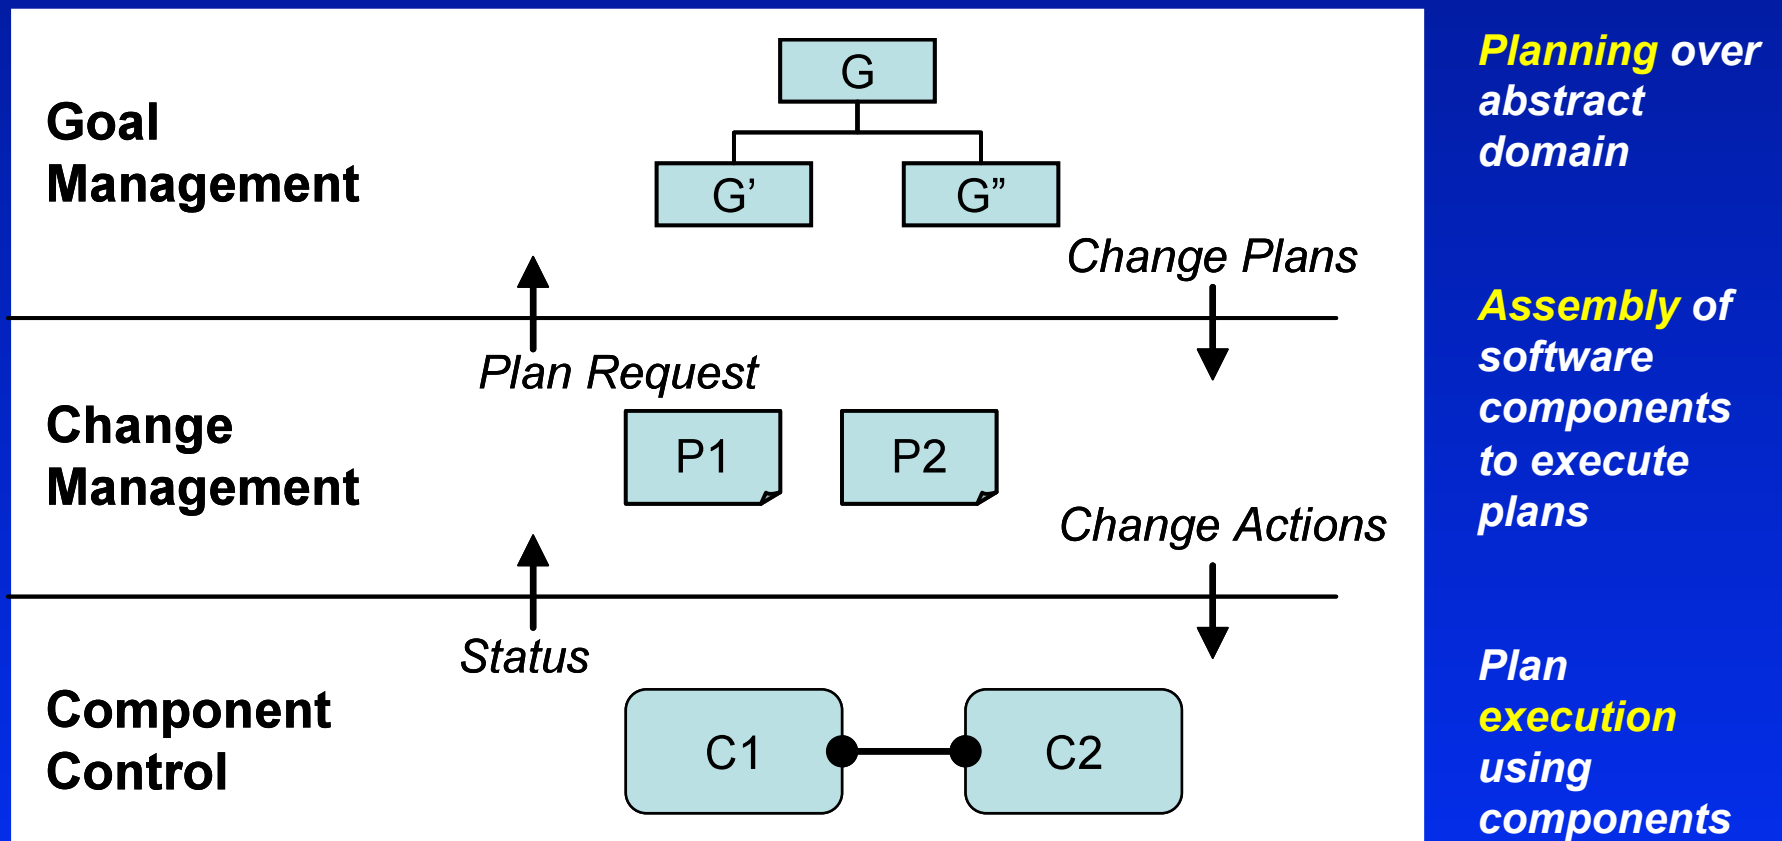 G
Goal
Management
G’
G”
Planning over
abstract
domain
Change Plans
Plan Request
Change
Management
P1
P2
Assembly of
software
components
to execute
plans
Change Actions
Status
Component
Control
C1
C2
Plan
execution
using
components